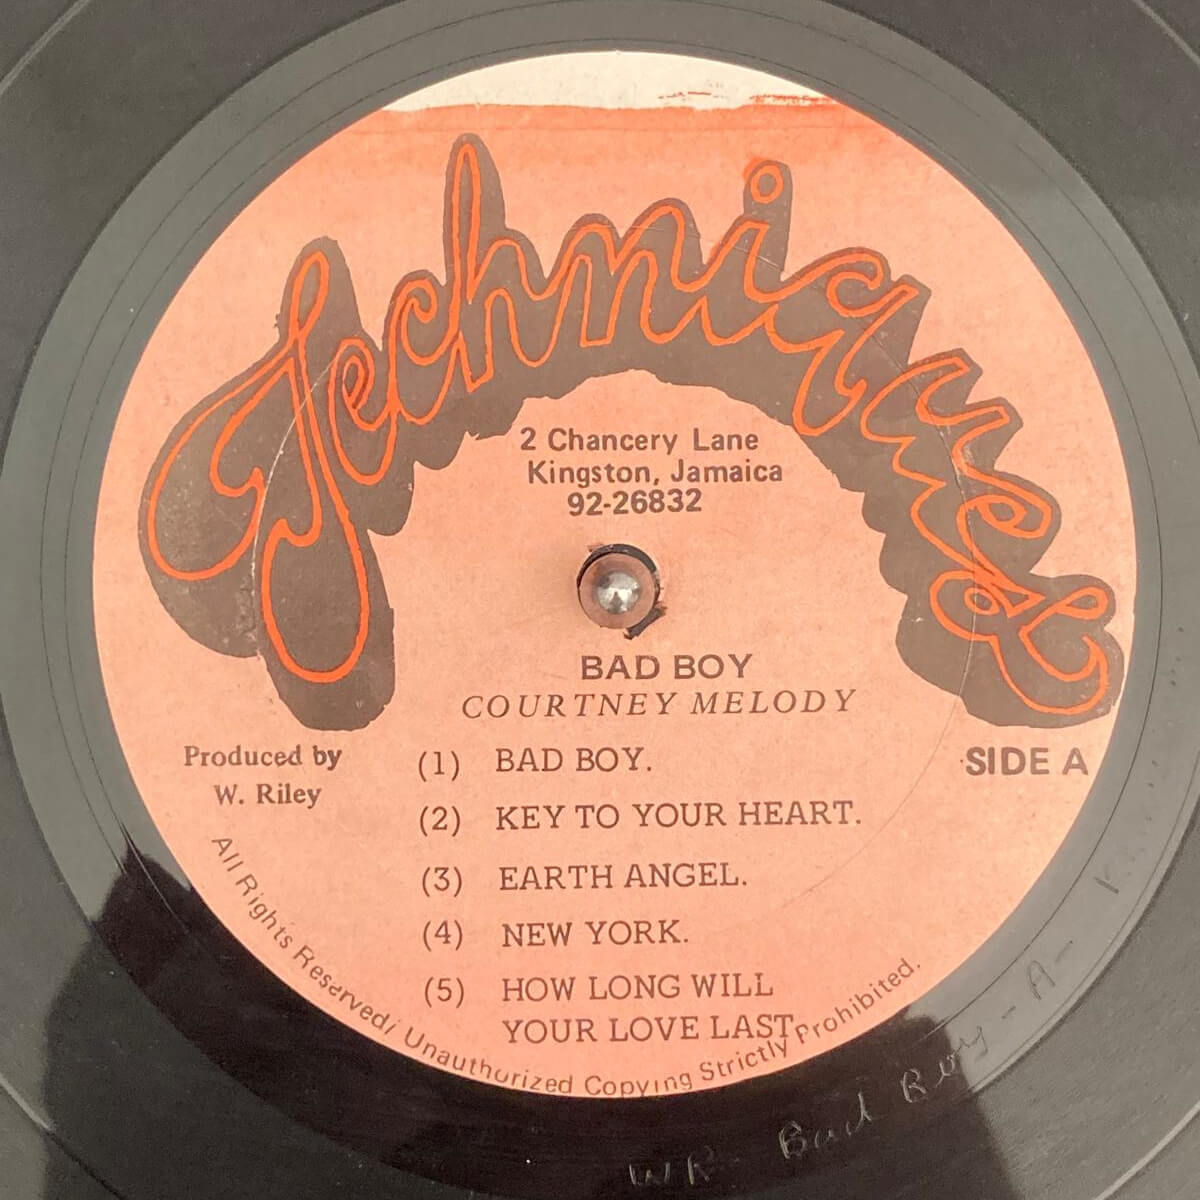 Techniques
2 Chancery Lane
Kingston, Jamaica
92-26832
BAD BOY
COURTNEY MELODY
Produced by
W. Riley
SIDE A
(1) BAD BOY.
(2) KEY TO YOUR HEART.
(3) EARTH ANGEL.
(4) NEW YORK.
(5) HOW LONG WILL
YOUR LOVE LAST
All Rights Reserved/ Unauthorized Copying Strictly Prohibited.
WR - Bad Boy - A -